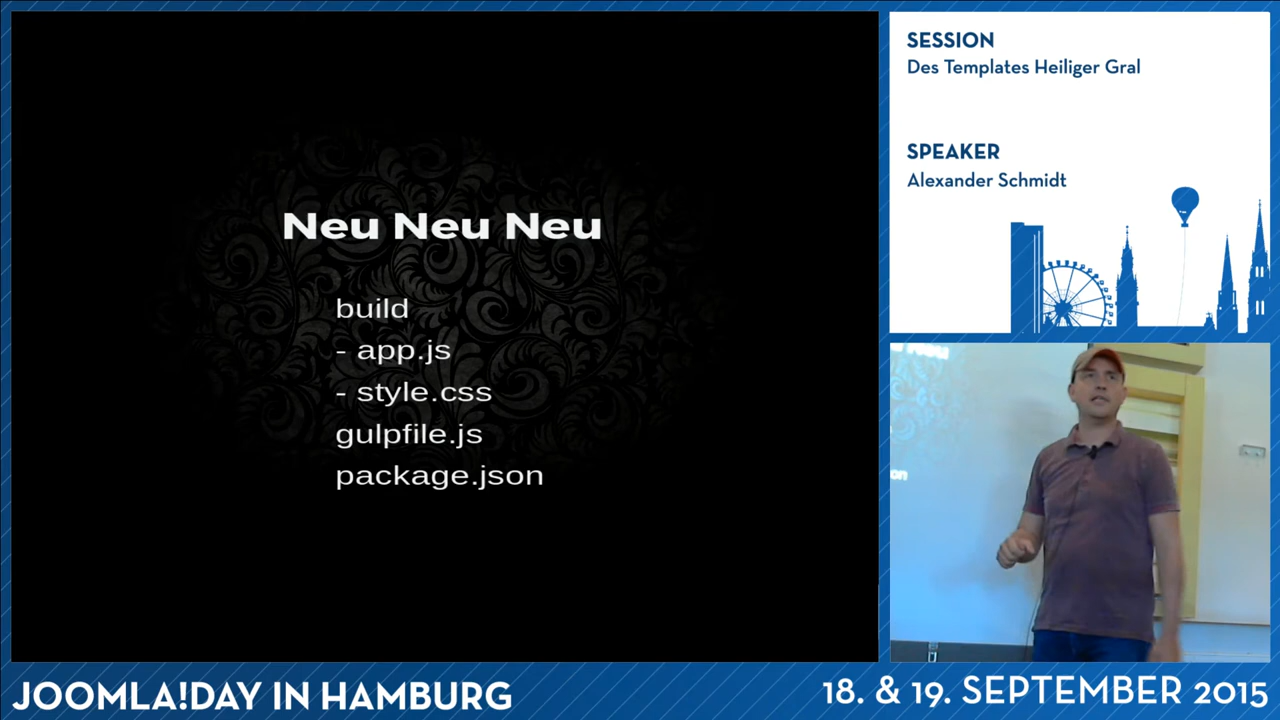 Neu Neu Neu
build
- app.js
- style.css
gulpfile.js
package.json
SESSION
Des Templates Heiliger Gral
SPEAKER
Alexander Schmidt
JOOMLA!DAY IN HAMBURG
18. & 19. SEPTEMBER 2015